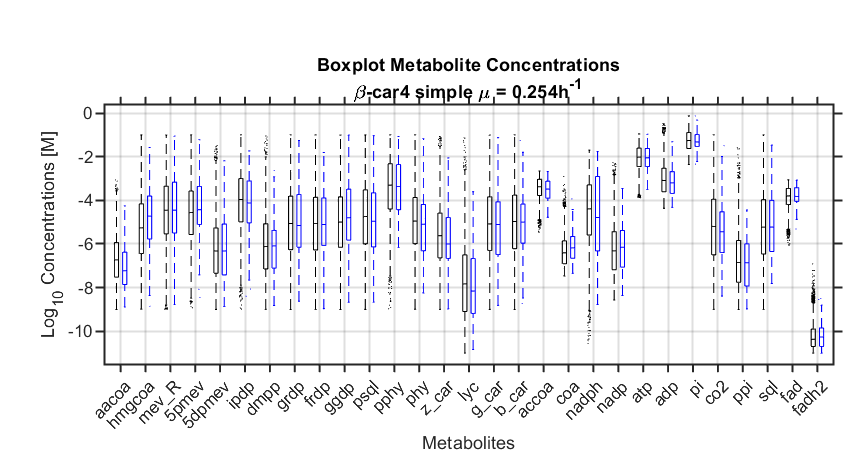 Boxplot Metabolite Concentrations
β-car4 simple μ = 0.254h⁻¹
Log₁₀ Concentrations [M]
0
-2
-4
-6
-8
-10
aacoa
hmgcoa
mev_R
5pmev
5dpmev
ipdp
dmpp
grdp
frdp
ggdp
psql
pphy
phy
z_car
lyc
g_car
b_car
accoa
coa
nadph
nadp
atp
adp
pi
co2
ppi
sql
fad
fadh2
Metabolites